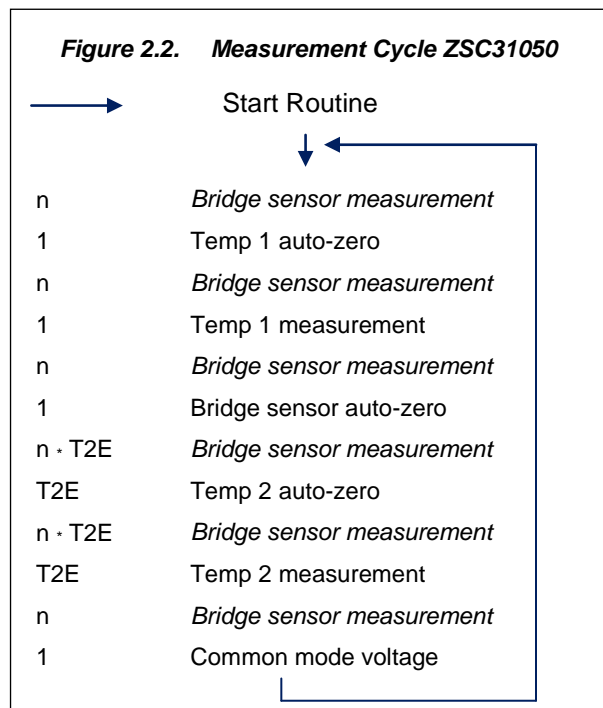 Figure 2.2. Measurement Cycle ZSC31050
Start Routine
n Bridge sensor measurement
1 Temp 1 auto-zero
n Bridge sensor measurement
1 Temp 1 measurement
n Bridge sensor measurement
1 Bridge sensor auto-zero
n * T2E Bridge sensor measurement
T2E Temp 2 auto-zero
n * T2E Bridge sensor measurement
T2E Temp 2 measurement
n Bridge sensor measurement
1 Common mode voltage